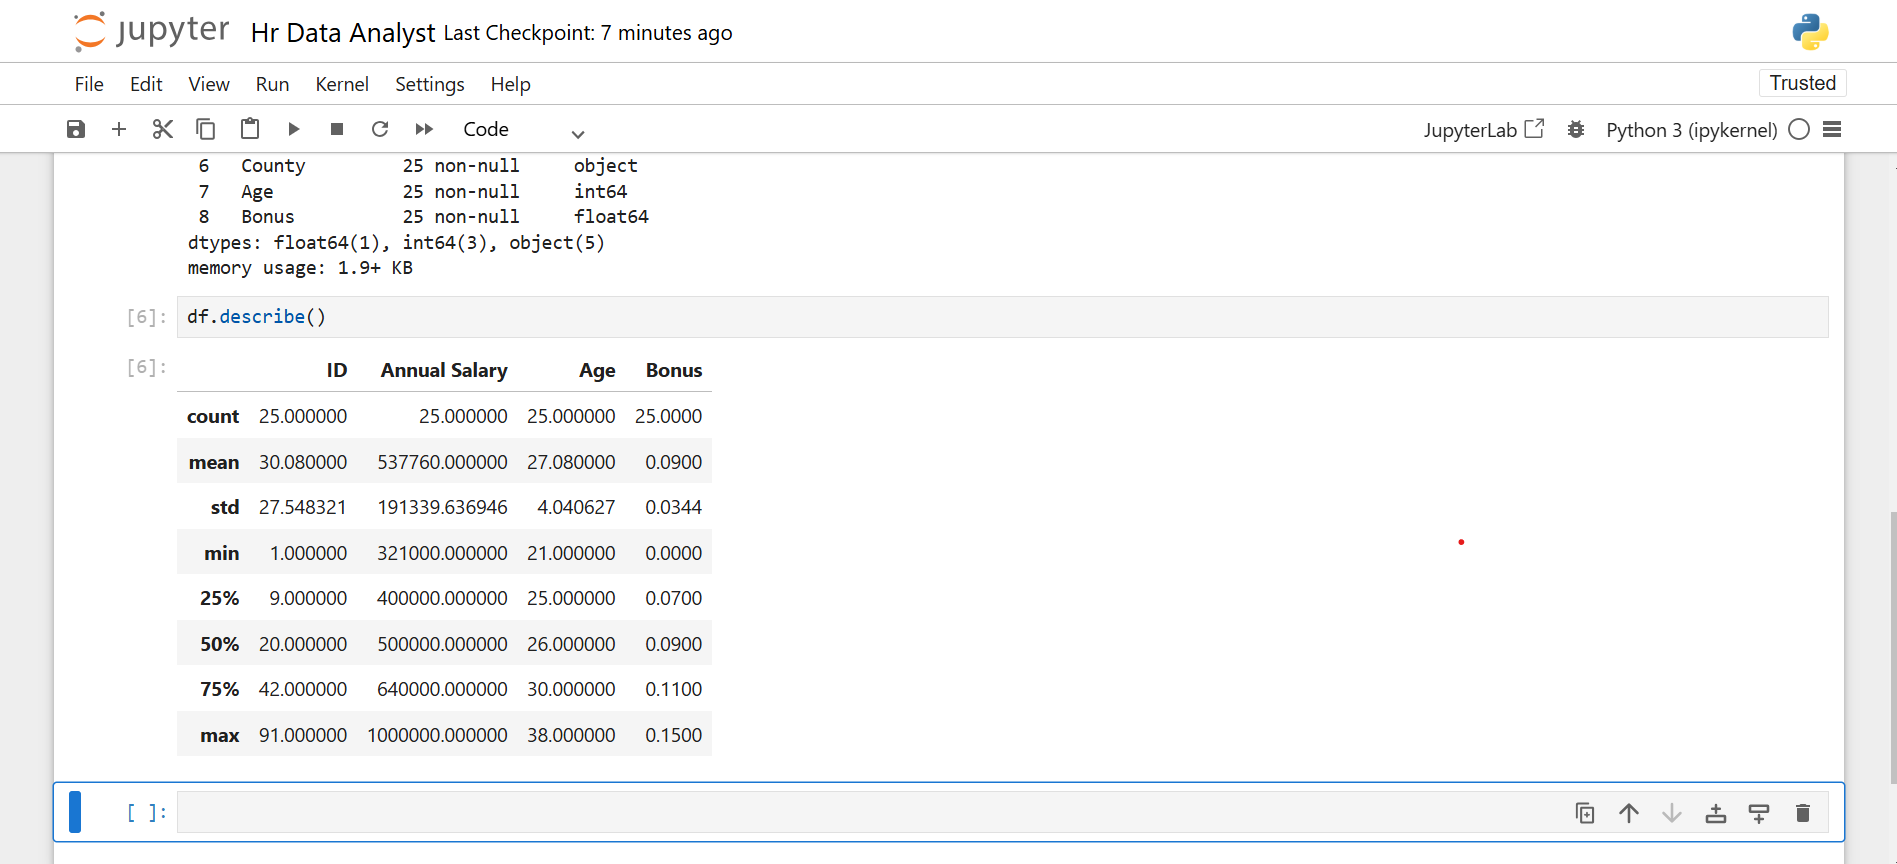 jupyter Hr Data Analyst Last Checkpoint: 7 minutes ago
File Edit View Run Kernel Settings Help Trusted
Code JupyterLab Python 3 (ipykernel)
6 County 25 non-null object
7 Age 25 non-null int64
8 Bonus 25 non-null float64
dtypes: float64(1), int64(3), object(5)
memory usage: 1.9+ KB
[6]: df.describe()
[6]: ID Annual Salary Age Bonus
count 25.000000 25.000000 25.000000 25.0000
mean 30.080000 537760.000000 27.080000 0.0900
std 27.548321 191339.636946 4.040627 0.0344
min 1.000000 321000.000000 21.000000 0.0000
25% 9.000000 400000.000000 25.000000 0.0700
50% 20.000000 500000.000000 26.000000 0.0900
75% 42.000000 640000.000000 30.000000 0.1100
max 91.000000 1000000.000000 38.000000 0.1500
[ ]: